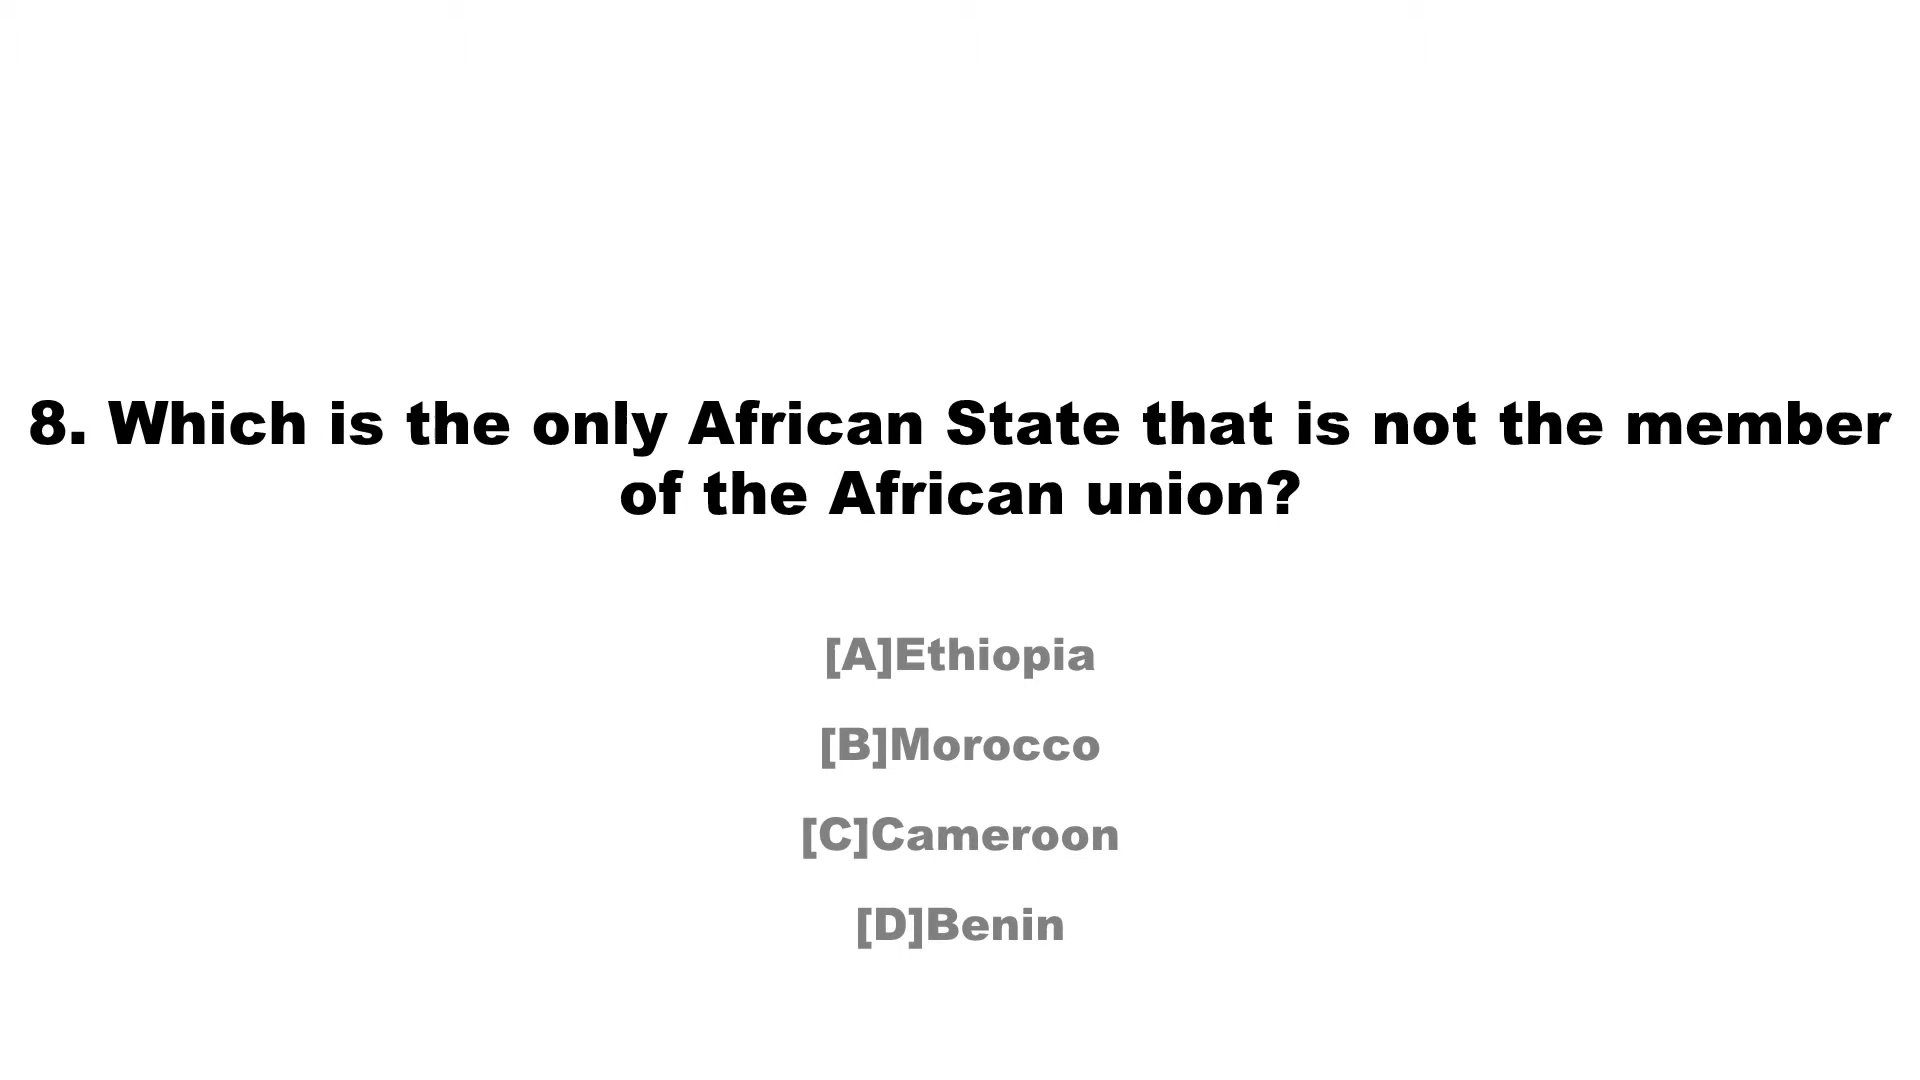 8. Which is the only African State that is not the member
of the African union?
[A]Ethiopia
[B]Morocco
[C]Cameroon
[D]Benin